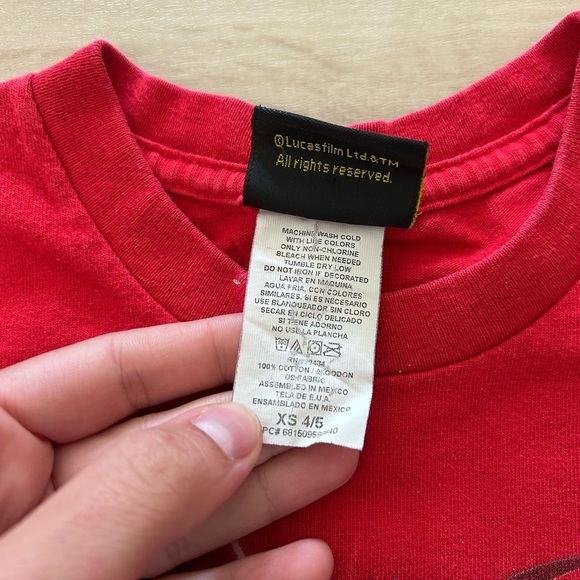 ©Lucasfilm Ltd.&TM
All rights reserved.
MACHINE WASH COLD
WITH LIKE COLORS
ONLY NON-CHLORINE
BLEACH WHEN NEEDED
TUMBLE DRY LOW
DO NOT IRON IF DECORATED
LAVAR EN MAQUINA
AGUA FRIA, CON COLORES
SIMILARES. SI ES NECESARIO
USE BLANQUEADOR SIN CLORO
SECAR EN CICLO DELICADO
SI TIENE ADORNO
NO USE LA PLANCHA
100% COTTON / ALGODON
US FABRIC
ASSEMBLED IN MEXICO
TELA DE E.U.A.
ENSAMBLADO EN MEXICO
XS 4/5
PC#